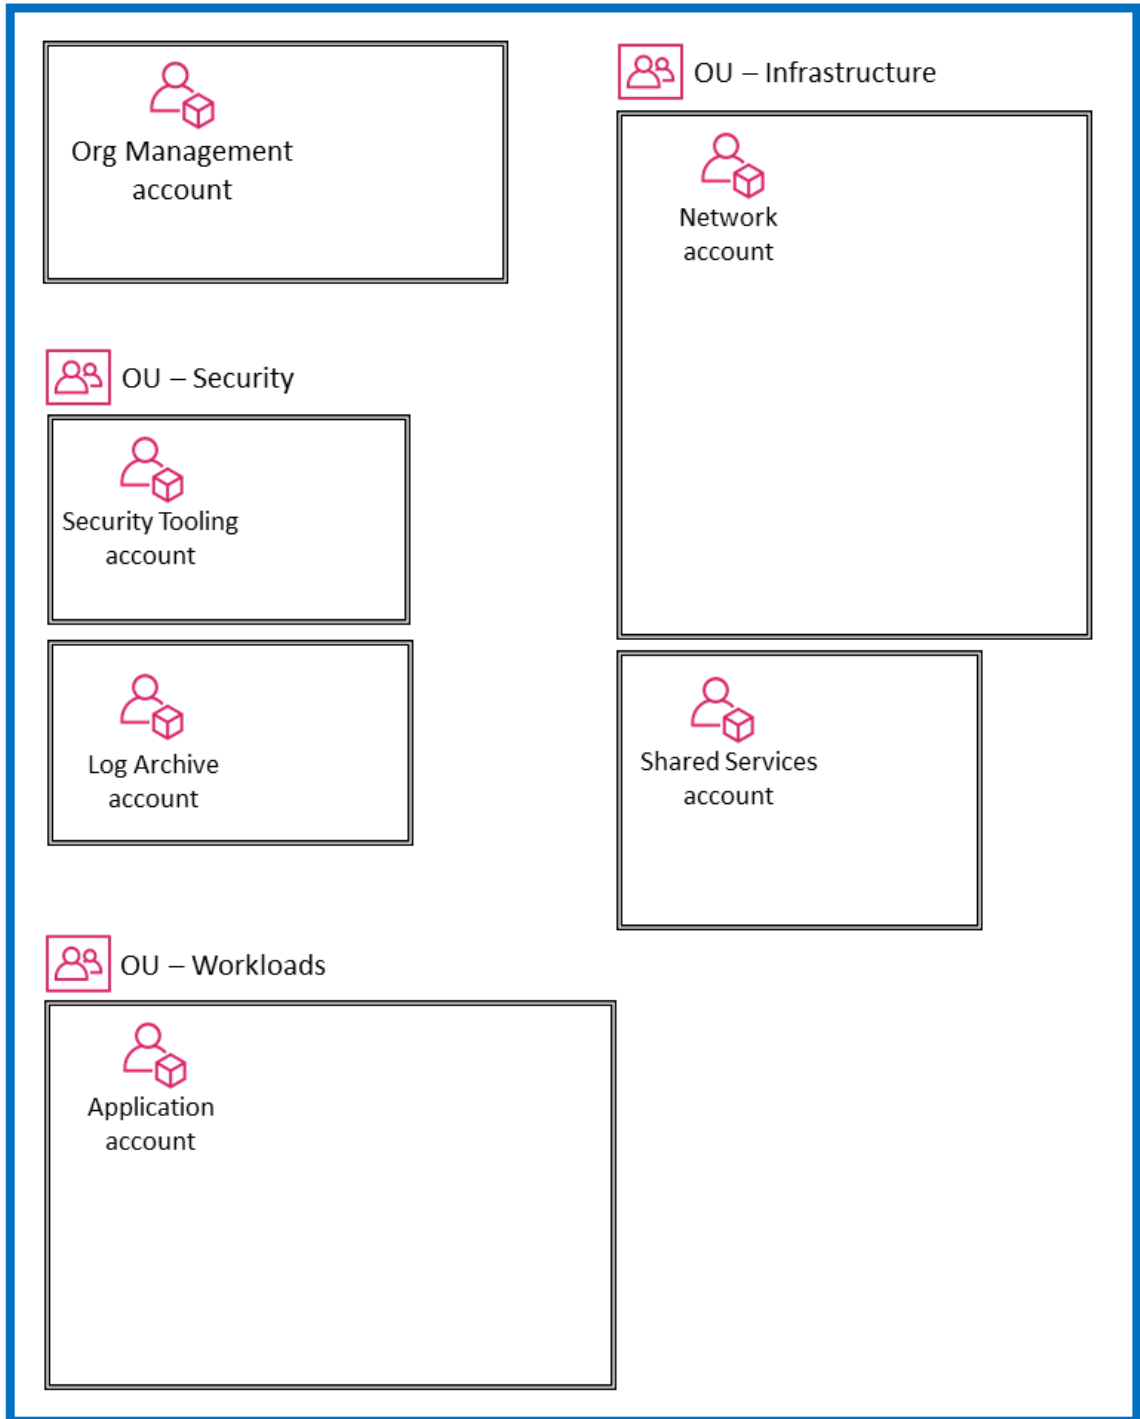 Org Management
account
OU – Security
Security Tooling
account
Log Archive
account
OU – Workloads
Application
account
OU – Infrastructure
Network
account
Shared Services
account